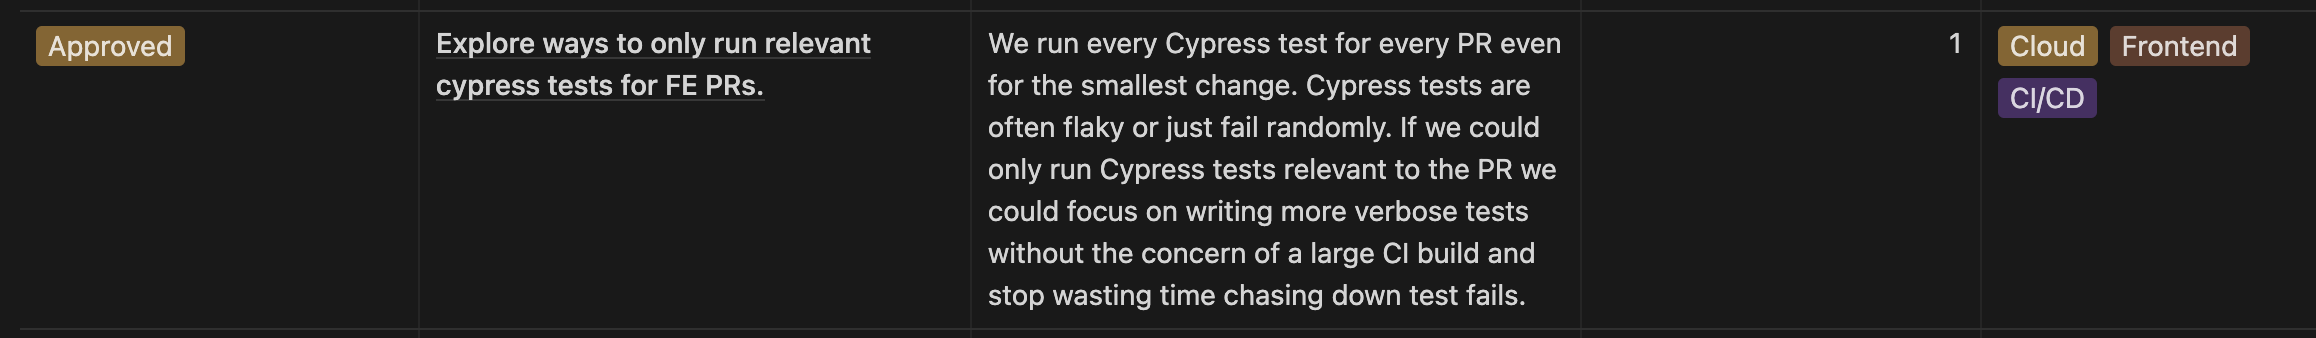 Approved
Explore ways to only run relevant
cypress tests for FE PRs.
We run every Cypress test for every PR even
for the smallest change. Cypress tests are
often flaky or just fail randomly. If we could
only run Cypress tests relevant to the PR we
could focus on writing more verbose tests
without the concern of a large CI build and
stop wasting time chasing down test fails.
1
Cloud Frontend
CI/CD